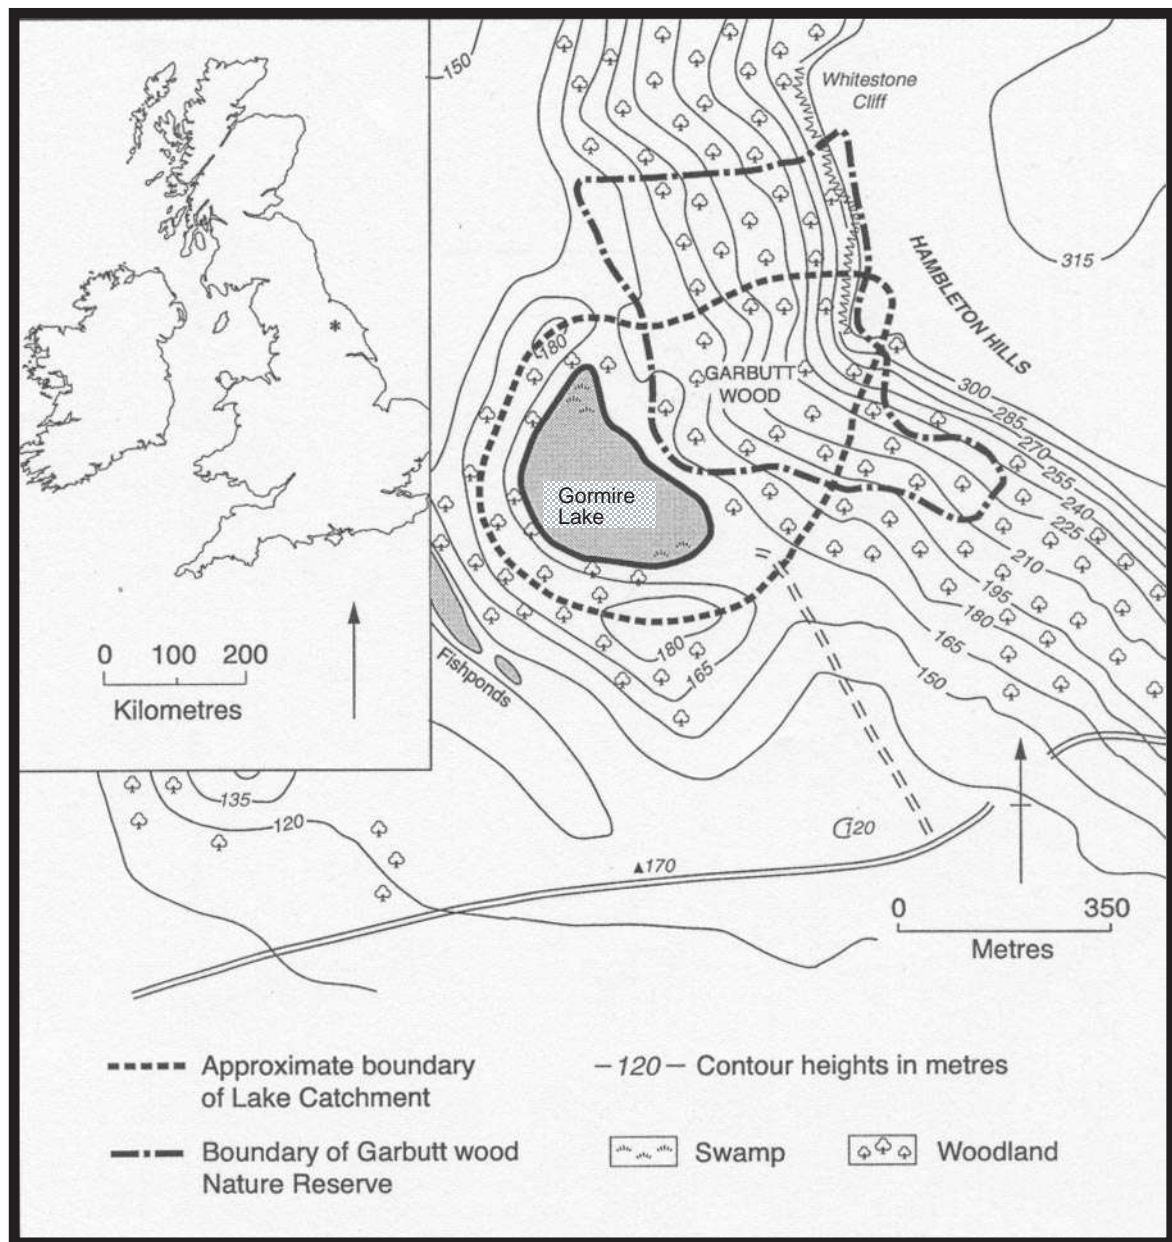 150
Whitestone
Cliff
315
HAMBLETON HILLS
180
GARBUTT
WOOD
300
285
270
255
240
225
210
195
180
165
150
Gormire
Lake
180
165
Fishponds
0 100 200
Kilometres
135
120
120
170
0 350
Metres
Approximate boundary
of Lake Catchment
–120– Contour heights in metres
Boundary of Garbutt wood
Nature Reserve
Swamp
Woodland